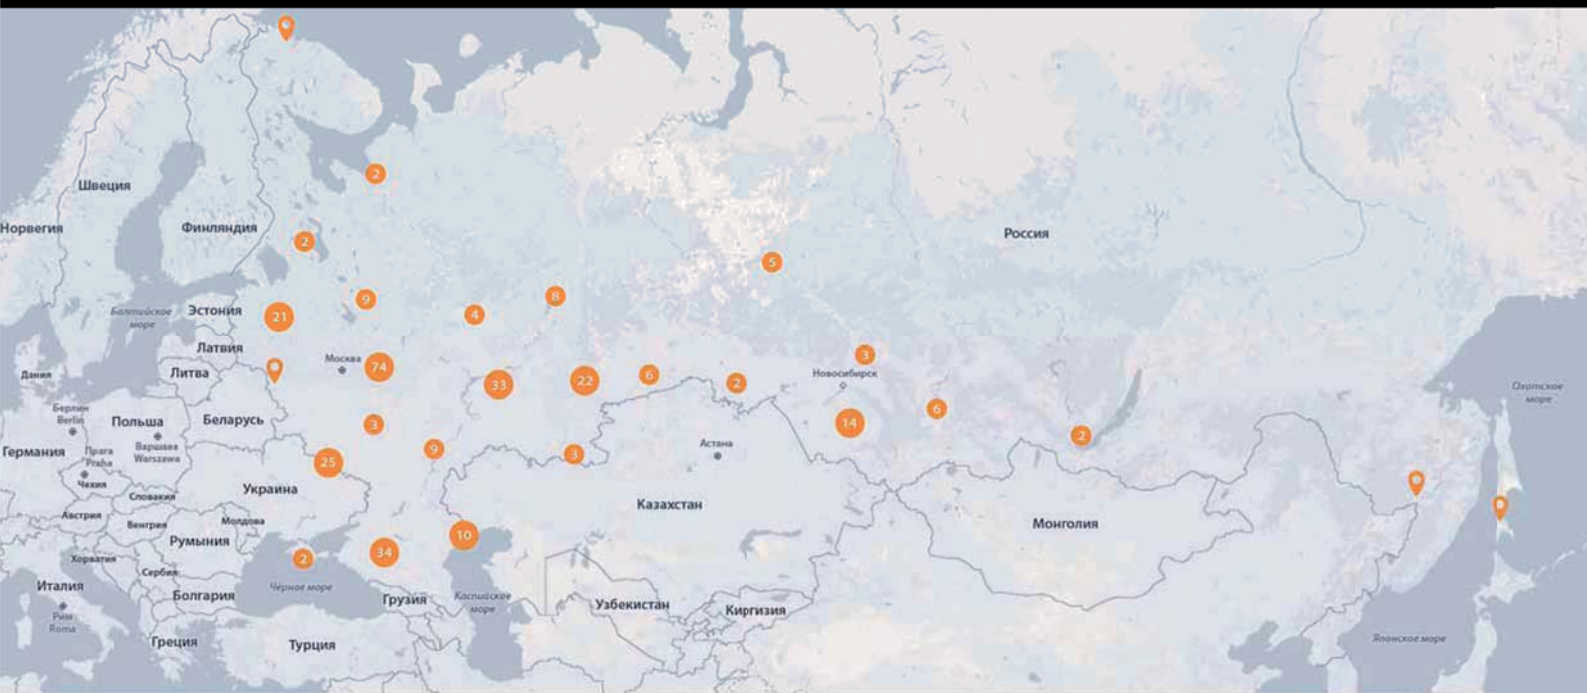 2
Швеция
Норвегия
Финляндия
Россия
2
5
8
9
4
Эстония
Балтийское
море
21
Латвия
3
Москва
74
Литва
Дания
Новосибирск
33
22
6
2
Охотское
море
Берлин
Berlin
Польша
Беларусь
3
14
6
2
Германия
Варшава
Warszawa
Прага
Praha
Чехия
25
9
3
Астана
Украина
Словакия
Казахстан
Австрия
Венгрия
Молдова
Монголия
Румыния
10
Хорватия
2
34
Сербия
Италия
Болгария
Чёрное море
Грузия
Каспийское
море
Узбекистан
Киргизия
Рим
Roma
Греция
Турция
Японское море